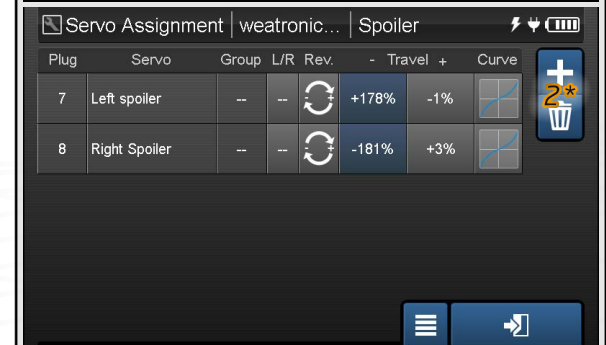 Servo Assignment | weatronic... | Spoiler
Plug Servo Group L/R Rev. - Travel + Curve
7 Left spoiler -- -- +178% -1%
2*
8 Right Spoiler -- -- -181% +3%